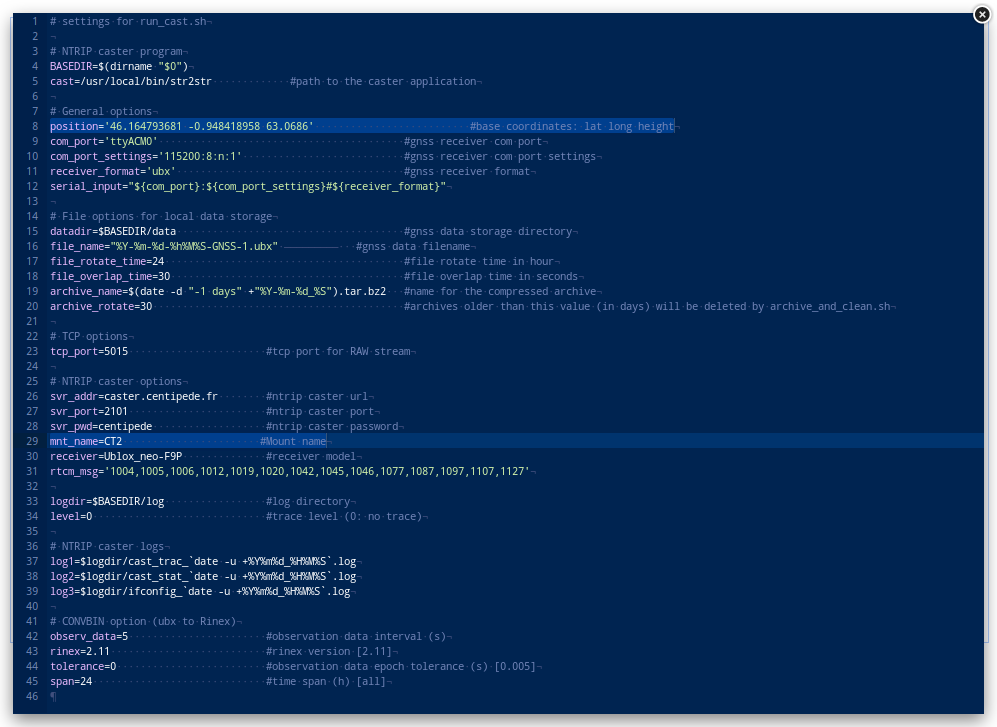 1 # settings for run_cast.sh
2
3 # NTRIP caster program
4 BASEDIR=$(dirname "$0")
5 cast=/usr/local/bin/str2str #path to the caster application
6
7 # General options
8 position='46.164793681 -0.948418958 63.0686' #base coordinates: lat long height
9 com_port='ttyACM0' #gnss receiver com port
10 com_port_settings='115200:8:n:1' #gnss receiver com port settings
11 receiver_format='ubx' #gnss receiver format
12 serial_input="${com_port}:${com_port_settings}#${receiver_format}"
13
14 # File options for local data storage
15 datadir=$BASEDIR/data #gnss data storage directory
16 file_name="%Y-%m-%d-%h%M%S-GNSS-1.ubx" #gnss data filename
17 file_rotate_time=24 #file rotate time in hour
18 file_overlap_time=30 #file overlap time in seconds
19 archive_name=$(date -d "-1 days" +"%Y-%m-%d_%S").tar.bz2 #name for the compressed archive
20 archive_rotate=30 #archives older than this value (in days) will be deleted by archive_and_clean.sh
21
22 # TCP options
23 tcp_port=5015 #tcp port for RAW stream
24
25 # NTRIP caster options
26 svr_addr=caster.centipede.fr #ntrip caster url
27 svr_port=2101 #ntrip caster port
28 svr_pwd=centipede #ntrip caster password
29 mnt_name=CT2 #Mount name
30 receiver=Ublox_neo-F9P #receiver model
31 rtcm_msg='1004,1005,1006,1012,1019,1020,1042,1045,1046,1077,1087,1097,1107,1127'
32
33 logdir=$BASEDIR/log #log directory
34 level=0 #trace level (0: no trace)
35
36 # NTRIP caster logs
37 log1=$logdir/cast_trac_`date -u +%Y%m%d_%H%M%S`.log
38 log2=$logdir/cast_stat_`date -u +%Y%m%d_%H%M%S`.log
39 log3=$logdir/ifconfig_`date -u +%Y%m%d_%H%M%S`.log
40
41 # CONVBIN option (ubx to Rinex)
42 observ_data=5 #observation data interval (s)
43 rinex=2.11 #rinex version [2.11]
44 tolerance=0 #observation data epoch tolerance (s) [0.005]
45 span=24 #time span (h) [all]
46